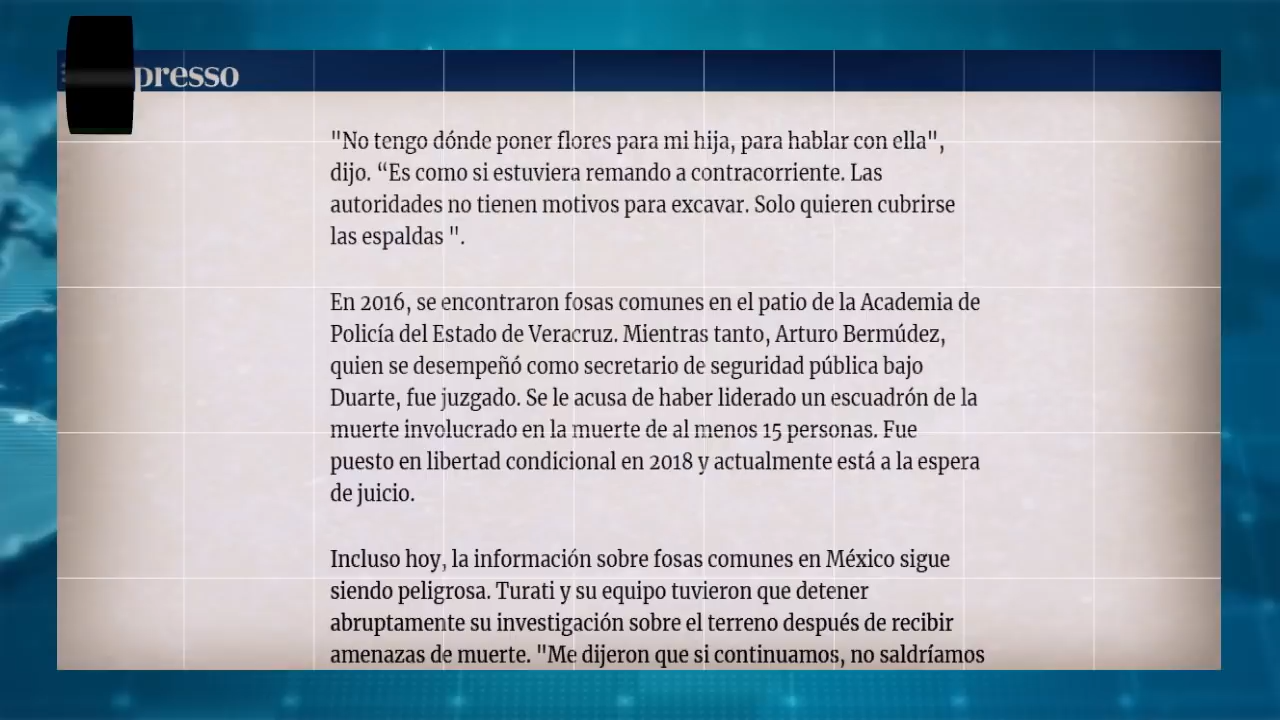 presso
"No tengo dónde poner flores para mi hija, para hablar con ella",
dijo. “Es como si estuviera remando a contracorriente. Las
autoridades no tienen motivos para excavar. Solo quieren cubrirse
las espaldas ".
En 2016, se encontraron fosas comunes en el patio de la Academia de
Policía del Estado de Veracruz. Mientras tanto, Arturo Bermúdez,
quien se desempeñó como secretario de seguridad pública bajo
Duarte, fue juzgado. Se le acusa de haber liderado un escuadrón de la
muerte involucrado en la muerte de al menos 15 personas. Fue
puesto en libertad condicional en 2018 y actualmente está a la espera
de juicio.
Incluso hoy, la información sobre fosas comunes en México sigue
siendo peligrosa. Turati y su equipo tuvieron que detener
abruptamente su investigación sobre el terreno después de recibir
amenazas de muerte. "Me dijeron que si continuamos, no saldríamos